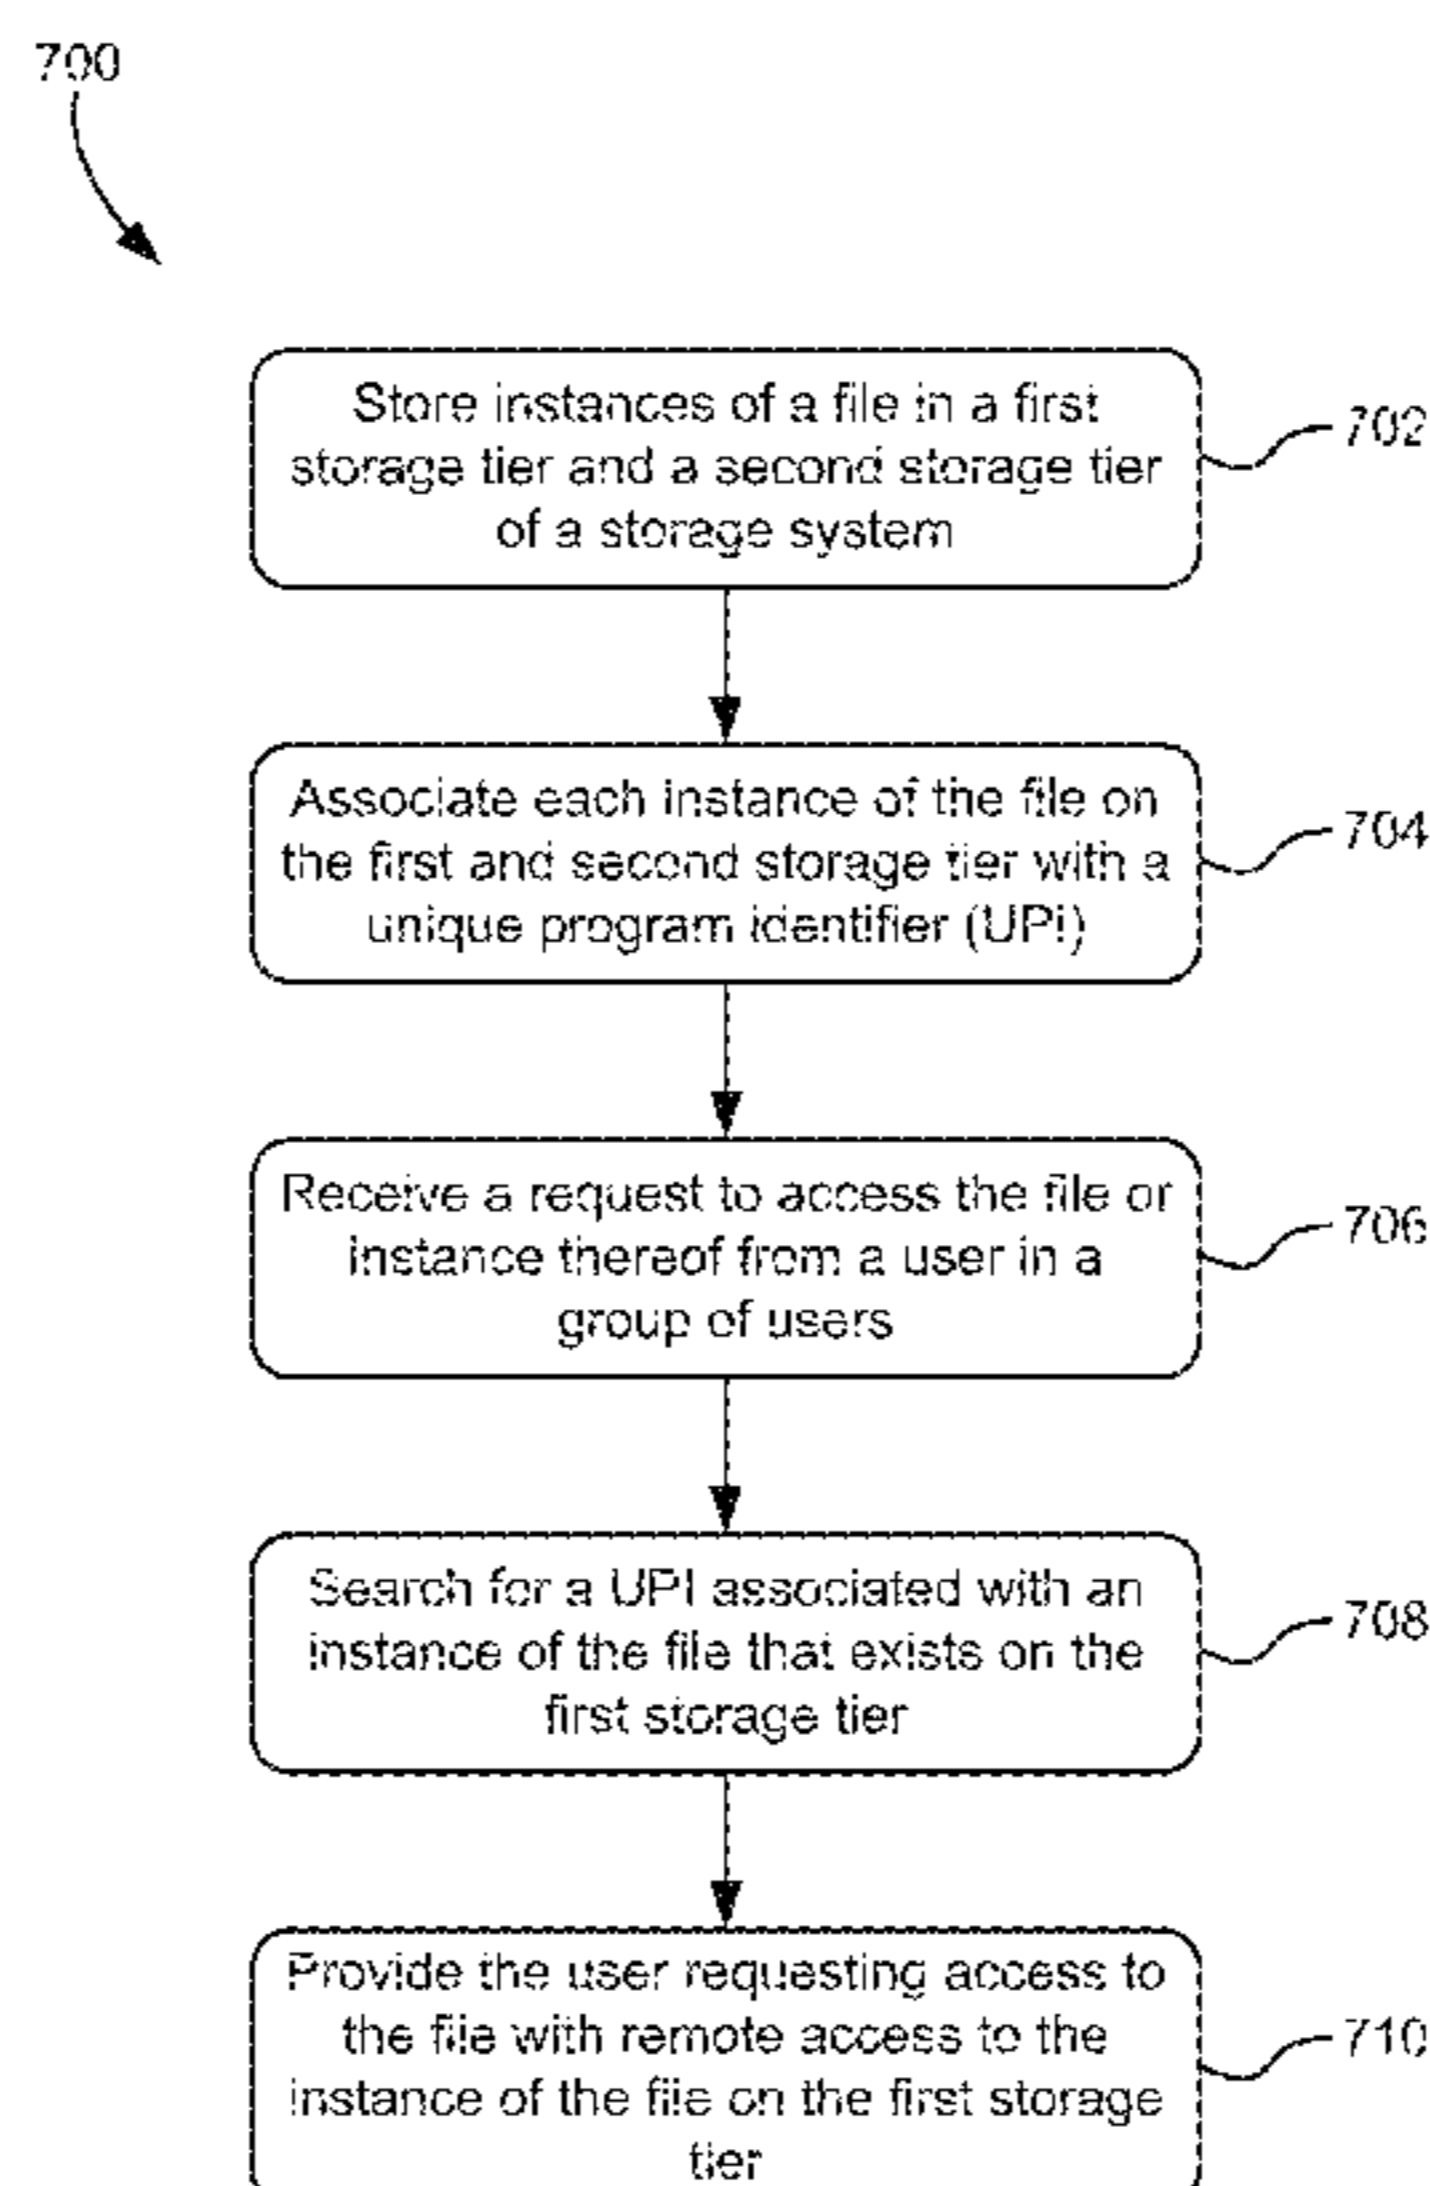 700
Store instances of a file in a first
storage tier and a second storage tier
of a storage system
702
Associate each instance of the file on
the first and second storage tier with a
unique program identifier (UPI)
704
Receive a request to access the file or
instance thereof from a user in a
group of users
706
Search for a UPI associated with an
instance of the file that exists on the
first storage tier
708
Provide the user requesting access to
the file with remote access to the
instance of the file on the first storage
tier
710